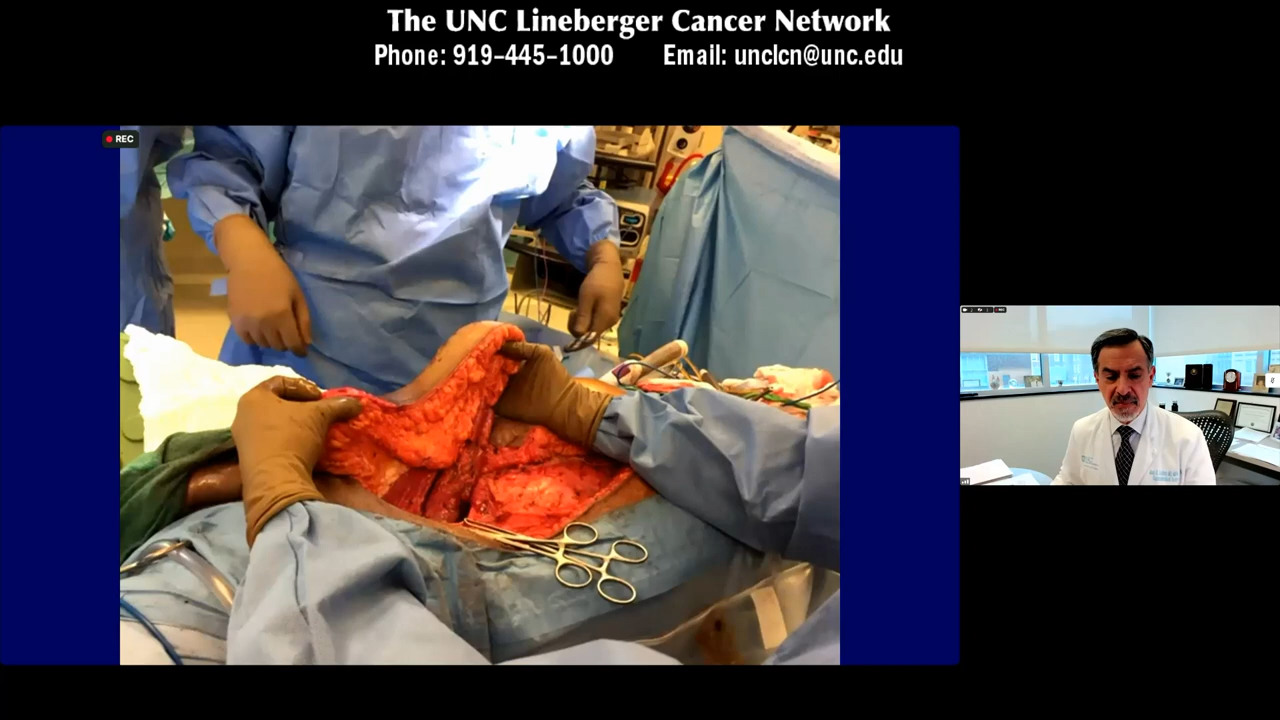 The UNC Lineberger Cancer Network
Phone: 919-445-1000 Email: unclcn@unc.edu
REC